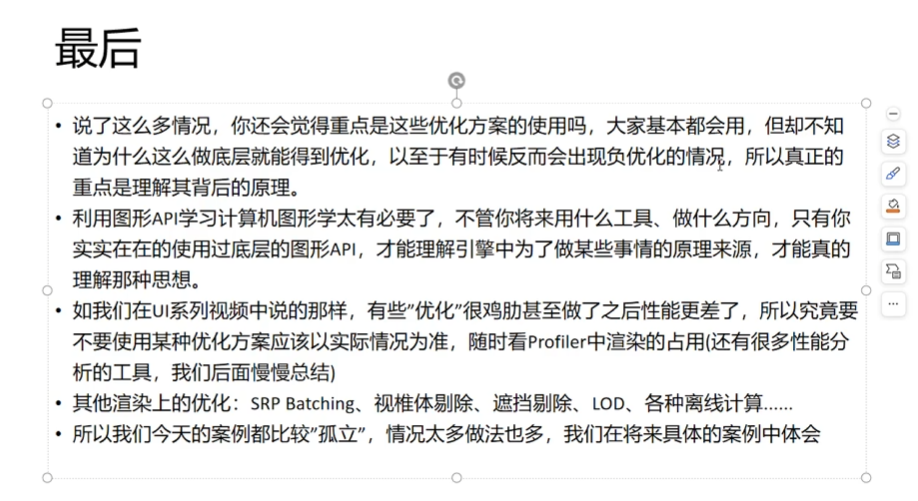 最后
• 说了这么多情况，你还会觉得重点是这些优化方案的使用吗，大家基本都会用，但却不知
道为什么这么做底层就能得到优化，以至于有时候反而会出现负优化的情况，所以真正的
重点是理解其背后的原理。
• 利用图形API学习计算机图形学太有必要了，不管你将来用什么工具、做什么方向，只有你
实实在在的使用过底层的图形API，才能理解引擎中为了做某些事情的原理来源，才能真的
理解那种思想。
• 如我们在UI系列视频中说的那样，有些”优化”很鸡肋甚至做了之后性能更差了，所以究竟要
不要使用某种优化方案应该以实际情况为准，随时看Profiler中渲染的占用(还有很多性能分
析的工具，我们后面慢慢总结)
• 其他渲染上的优化：SRP Batching、视椎体剔除、遮挡剔除、LOD、各种离线计算......
• 所以我们今天的案例都比较”孤立”，情况太多做法也多，我们在将来具体的案例中体会